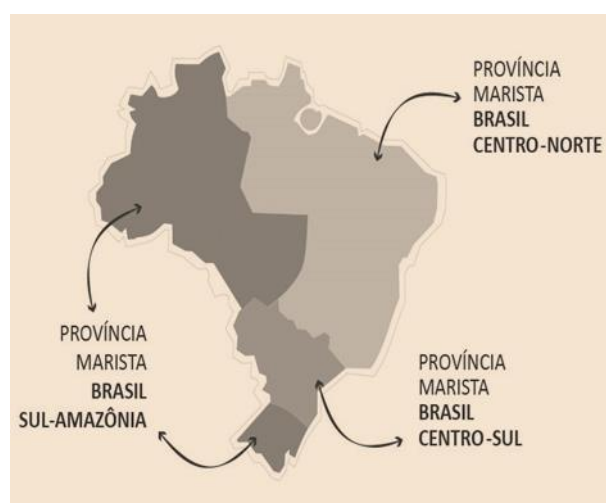 PROVÍNCIA
MARISTA
BRASIL
CENTRO-NORTE
PROVÍNCIA
MARISTA
BRASIL
SUL-AMAZÔNIA
PROVÍNCIA
MARISTA
BRASIL
CENTRO-SUL